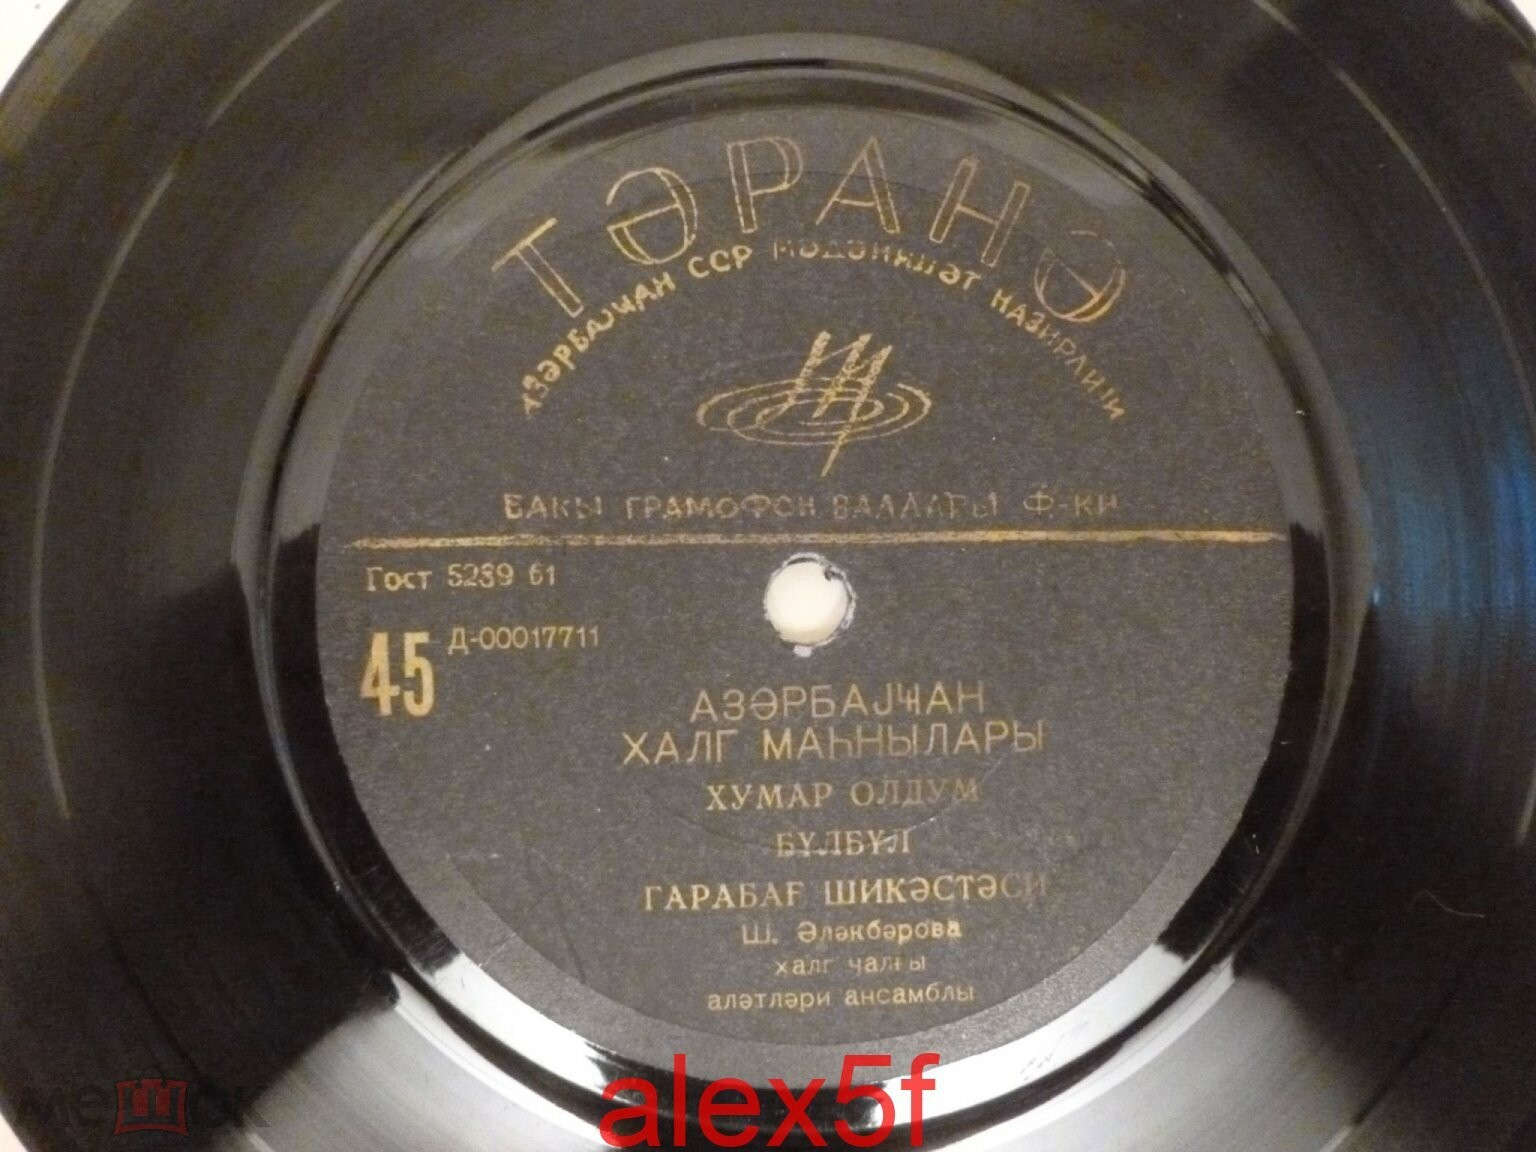 ТӘРАНӘ
АЗӘРБАЈҸАН ССР МӘДӘНИЈЈӘТ НАЗИРЛИЈИ
БАКЫ ГРАМОФОН ВАЛЛАРЫ Ф-КИ
Гост 5289 61
45 Д-00017711
АЗӘРБАЈҸАН
ХАЛГ МАҺНЫЛАРЫ
ХУМАР ОЛДУМ
БҮЛБҮЛ
ГАРАБАҒ ШИКӘСТӘСИ
Ш. Әләкбәрова
халг чалғы
аләтләри ансамблы
мешок
alex5f